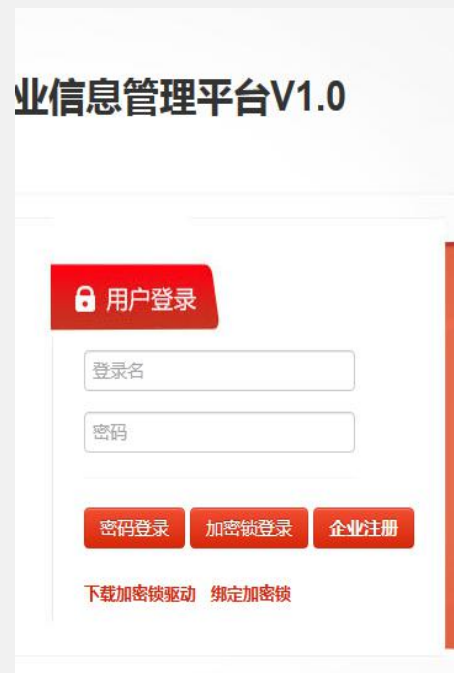 业信息管理平台V1.0
用户登录
登录名
密码
密码登录 加密锁登录 企业注册
下载加密锁驱动 绑定加密锁